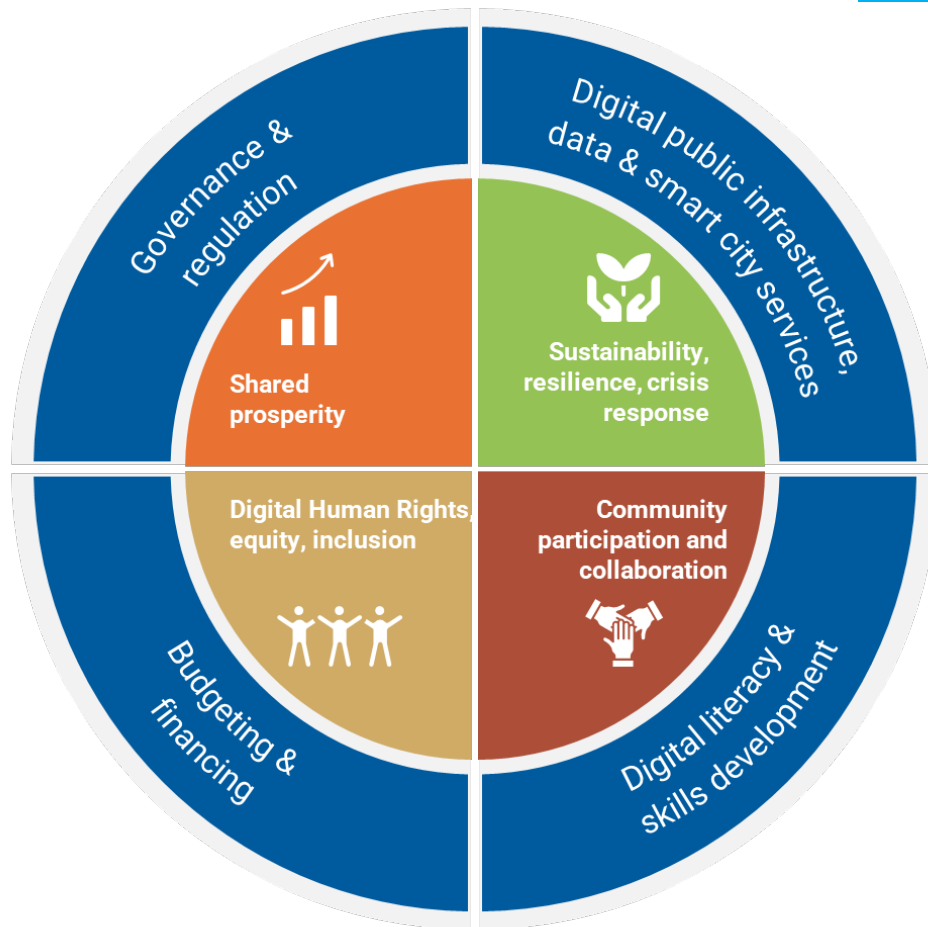 Governance &
regulation
Digital public infrastructure,
data & smart city services
Shared
prosperity
Sustainability,
resilience, crisis
response
Digital Human Rights,
equity, inclusion
Community
participation and
collaboration
Budgeting &
financing
Digital literacy &
skills development